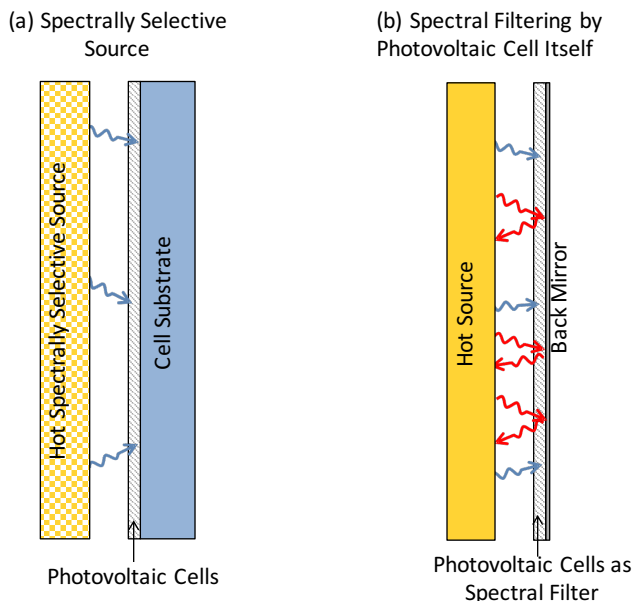 (a) Spectrally Selective
Source
Hot Spectrally Selective Source
Cell Substrate
Photovoltaic Cells
(b) Spectral Filtering by
Photovoltaic Cell Itself
Hot Source
Back Mirror
Photovoltaic Cells as
Spectral Filter